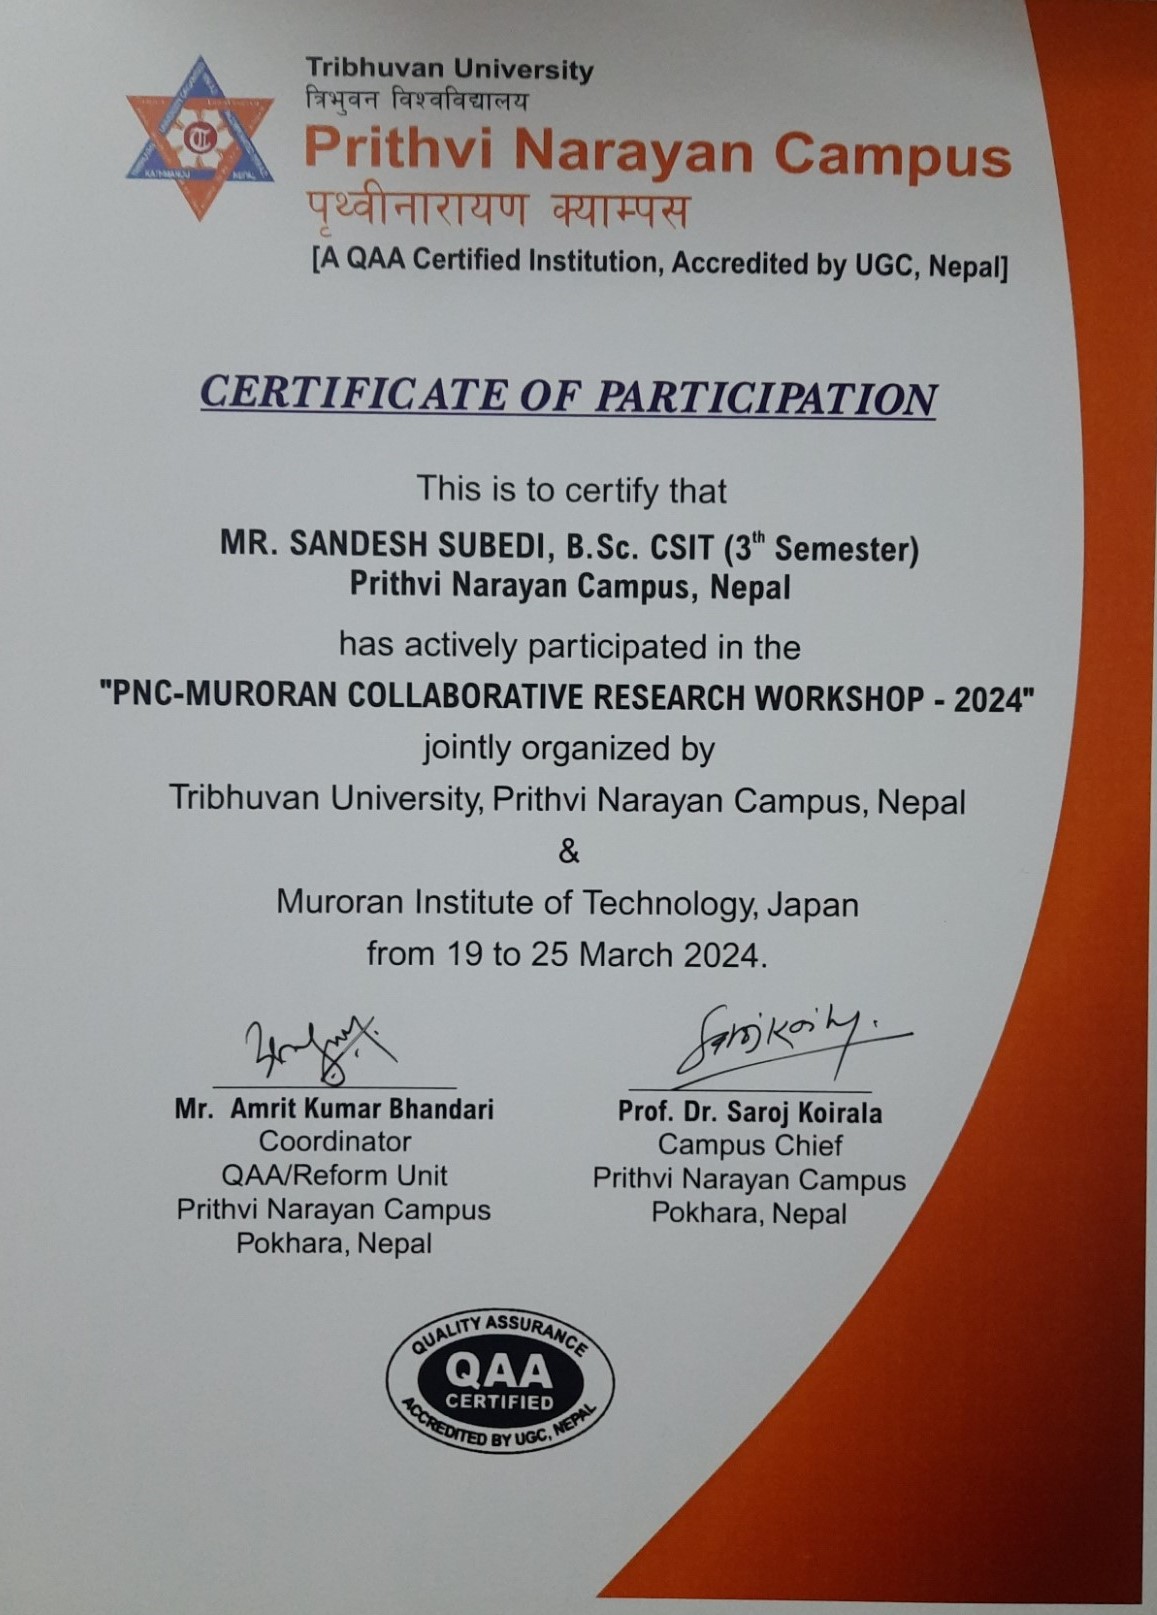 Tribhuvan University
त्रिभुवन विश्वविद्यालय
Prithvi Narayan Campus
पृथ्वीनारायण क्याम्पस
[A QAA Certified Institution, Accredited by UGC, Nepal]
CERTIFICATE OF PARTICIPATION
This is to certify that
MR. SANDESH SUBEDI, B.Sc. CSIT (3th Semester)
Prithvi Narayan Campus, Nepal
has actively participated in the
"PNC-MURORAN COLLABORATIVE RESEARCH WORKSHOP - 2024"
jointly organized by
Tribhuvan University, Prithvi Narayan Campus, Nepal
&
Muroran Institute of Technology, Japan
from 19 to 25 March 2024.
Mr. Amrit Kumar Bhandari
Coordinator
QAA/Reform Unit
Prithvi Narayan Campus
Pokhara, Nepal
Saroj Koirala
Prof. Dr. Saroj Koirala
Campus Chief
Prithvi Narayan Campus
Pokhara, Nepal
QUALITY ASSURANCE
QAA
CERTIFIED
ACCREDITED BY UGC, NEPAL